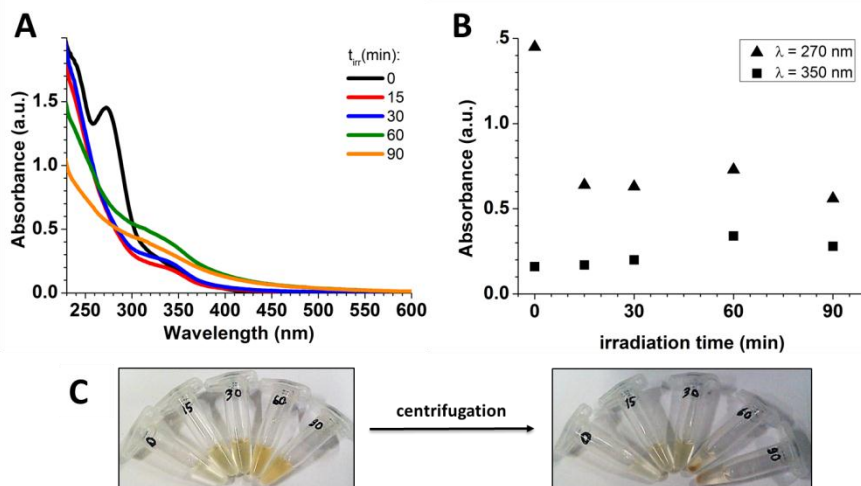 A
t_irr(min):
0
15
30
60
90
Absorbance (a.u.)
1.5
1.0
0.5
0.0
250 300 350 400 450 500 550 600
Wavelength (nm)
B
λ = 270 nm
λ = 350 nm
Absorbance (a.u.)
.5
1.0
0.5
0.0
0 30 60 90
irradiation time (min)
C
0 15 30 60 90
centrifugation
0 15 30 60 90